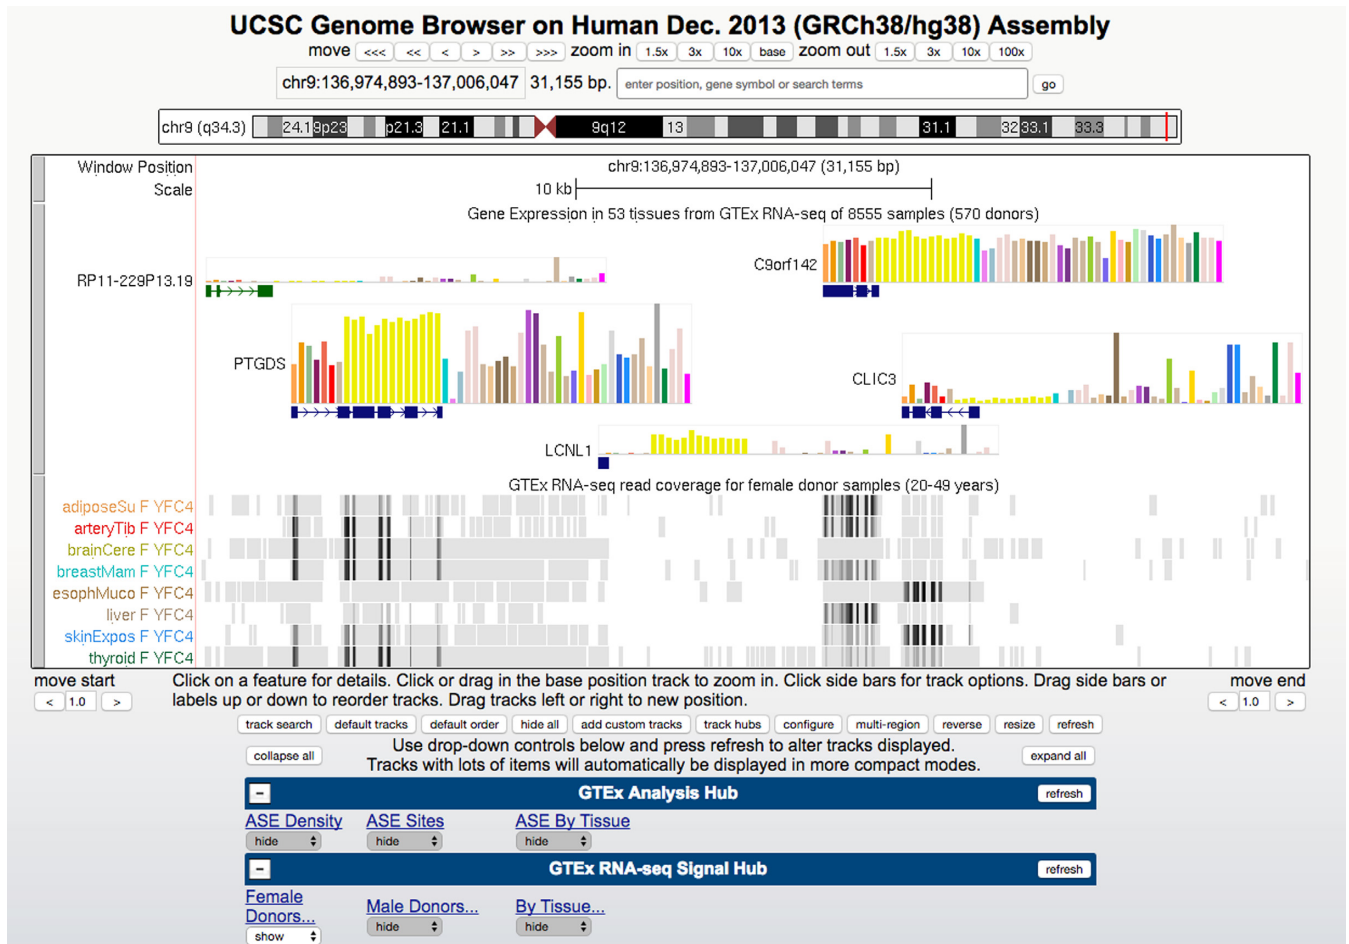 UCSC Genome Browser on Human Dec. 2013 (GRCh38/hg38) Assembly
move <<< << < > >> >>> zoom in 1.5x 3x 10x base zoom out 1.5x 3x 10x 100x
chr9:136,974,893-137,006,047 31,155 bp. enter position, gene symbol or search terms go
chr9 (q34.3) 24.1 9p23 p21.3 21.1 9q12 13 31.1 32 33.1 33.3
Window Position chr9:136,974,893-137,006,047 (31,155 bp)
Scale 10 kb
Gene Expression in 53 tissues from GTEx RNA-seq of 8555 samples (570 donors)
C9orf142
RP11-229P13.19
PTGDS
CLIC3
LCNL1
GTEx RNA-seq read coverage for female donor samples (20-49 years)
adiposeSu F YFC4
arteryTib F YFC4
brainCere F YFC4
breastMam F YFC4
esophMuco F YFC4
liver F YFC4
skinExpos F YFC4
thyroid F YFC4
move start Click on a feature for details. Click or drag in the base position track to zoom in. Click side bars for track options. Drag side bars or move end
< 1.0 > labels up or down to reorder tracks. Drag tracks left or right to new position. < 1.0 >
track search default tracks default order hide all add custom tracks track hubs configure multi-region reverse resize refresh
collapse all Use drop-down controls below and press refresh to alter tracks displayed. expand all
Tracks with lots of items will automatically be displayed in more compact modes.
- GTEx Analysis Hub refresh
ASE Density ASE Sites ASE By Tissue
hide hide hide
- GTEx RNA-seq Signal Hub refresh
Female
Donors... Male Donors... By Tissue...
show hide hide